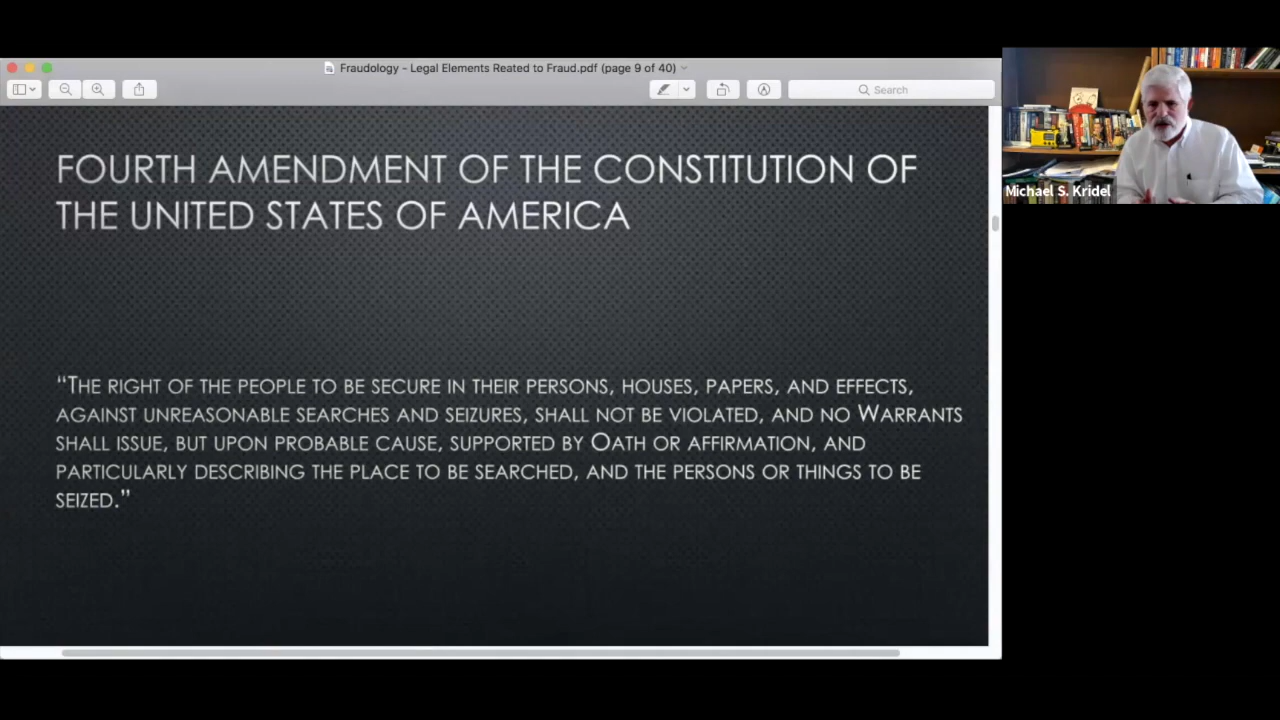 Fraudology - Legal Elements Reated to Fraud.pdf (page 9 of 40)
Search
FOURTH AMENDMENT OF THE CONSTITUTION OF
THE UNITED STATES OF AMERICA
“THE RIGHT OF THE PEOPLE TO BE SECURE IN THEIR PERSONS, HOUSES, PAPERS, AND EFFECTS,
AGAINST UNREASONABLE SEARCHES AND SEIZURES, SHALL NOT BE VIOLATED, AND NO WARRANTS
SHALL ISSUE, BUT UPON PROBABLE CAUSE, SUPPORTED BY OATH OR AFFIRMATION, AND
PARTICULARLY DESCRIBING THE PLACE TO BE SEARCHED, AND THE PERSONS OR THINGS TO BE
SEIZED.”
Michael S. Kridel